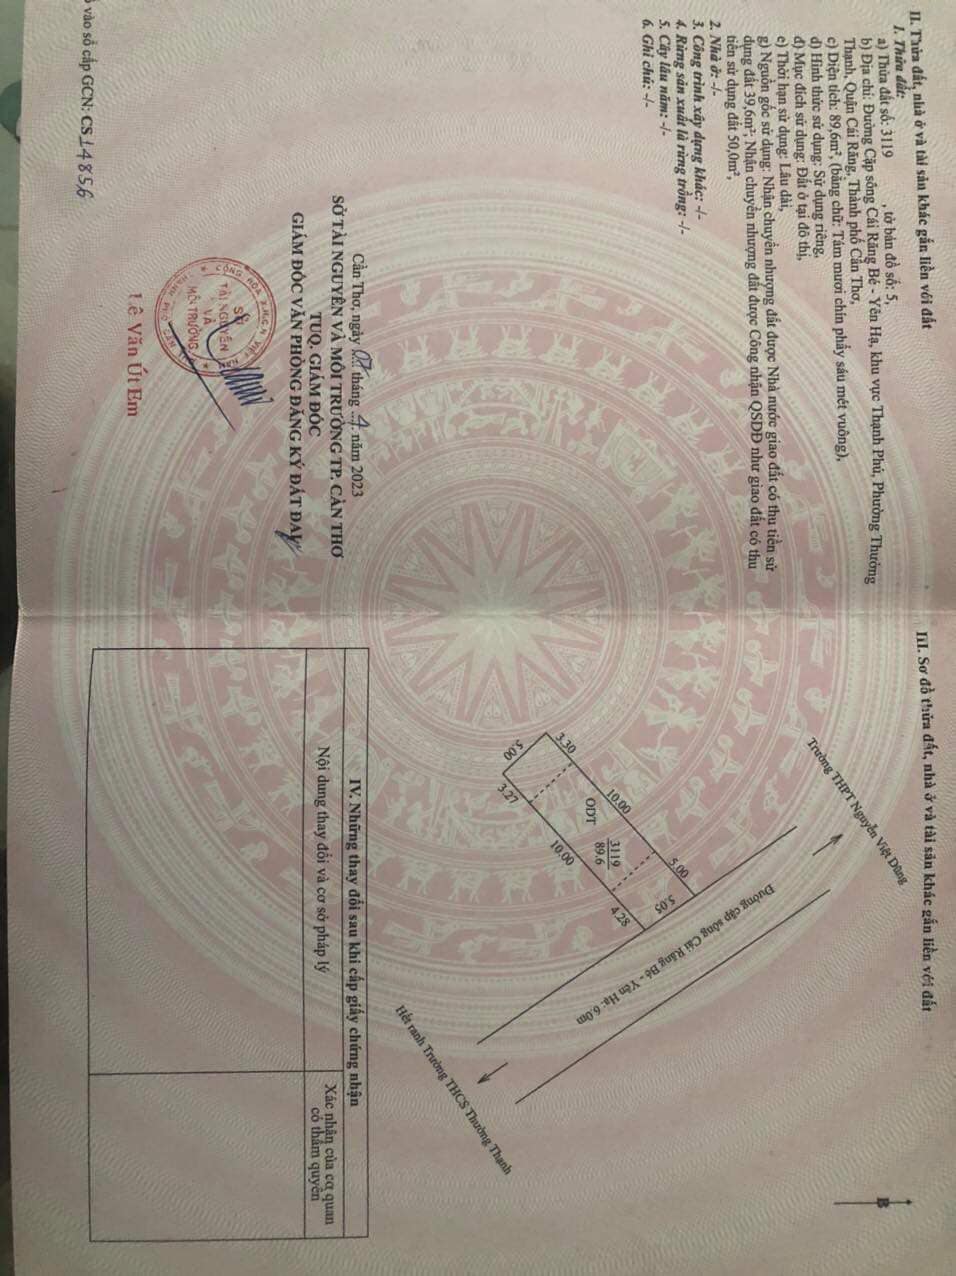 II. Thửa đất, nhà ở và tài sản khác gắn liền với đất
1. Thửa đất:
a) Thửa đất số: 3119 , tờ bản đồ số: 5,
b) Địa chỉ: Đường Cặp sông Cái Răng Bé - Yên Hạ, khu vực Thạnh Phú, Phường Thường
Thạnh, Quận Cái Răng, Thành phố Cần Thơ,
c) Diện tích: 89,6m², (bằng chữ: Tám mươi chín phẩy sáu mét vuông),
d) Hình thức sử dụng: Sử dụng riêng,
đ) Mục đích sử dụng: Đất ở tại đô thị,
e) Thời hạn sử dụng: Lâu dài,
g) Nguồn gốc sử dụng: Nhận chuyển nhượng đất được Nhà nước giao đất có thu tiền sử
dụng đất 39,6m²; Nhận chuyển nhượng đất được Công nhận QSDĐ như giao đất có thu
tiền sử dụng đất 50,0m²,
2. Nhà ở: -/-
3. Công trình xây dựng khác: -/-
4. Rừng sản xuất là rừng trồng: -/-
5. Cây lâu năm: -/-
6. Ghi chú: -/-
Cần Thơ, ngày 07 tháng 4 năm 2023
SỞ TÀI NGUYÊN VÀ MÔI TRƯỜNG TP. CẦN THƠ
TUQ. GIÁM ĐỐC
GIÁM ĐỐC VĂN PHÒNG ĐĂNG KÝ ĐẤT ĐAI
CỘNG HÒA X.H.C.N VIỆT NAM
SỞ
TÀI NGUYÊN
VÀ
MÔI TRƯỜNG
THÀNH PHỐ CẦN THƠ
Lê Văn Út Em
vào sổ cấp GCN: CS14856
III. Sơ đồ thửa đất, nhà ở và tài sản khác gắn liền với đất
B
Trường THPT Nguyễn Việt Dũng
Đường cặp sông Cái Răng Bé - Yên Hạ: 6.0m
5.00
5.05
10.00
3119
89.6
4.28
ODT
3.30
10.00
5.00
3.27
Hết ranh Trường THCS Thường Thạnh
IV. Những thay đổi sau khi cấp giấy chứng nhận
Nội dung thay đổi và cơ sở pháp lý
Xác nhận của cơ quan
có thẩm quyền